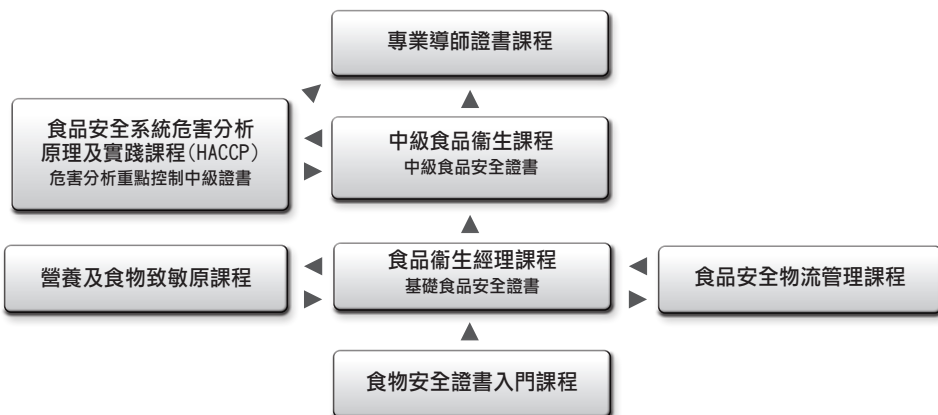 專業導師證書課程
食品安全系統危害分析
原理及實踐課程(HACCP)
危害分析重點控制中級證書
中級食品衞生課程
中級食品安全證書
營養及食物致敏原課程
食品衞生經理課程
基礎食品安全證書
食品安全物流管理課程
食物安全證書入門課程